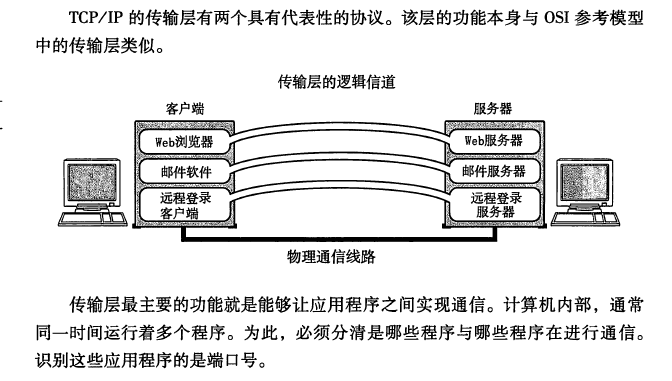 TCP/IP 的传输层有两个具有代表性的协议。该层的功能本身与 OSI 参考模型
中的传输层类似。
传输层的逻辑信道
客户端
服务器
Web浏览器
Web服务器
邮件软件
邮件服务器
远程登录
客户端
远程登录
服务器
物理通信线路
传输层最主要的功能就是能够让应用程序之间实现通信。计算机内部，通常
同一时间运行着多个程序。为此，必须分清是哪些程序与哪些程序在进行通信。
识别这些应用程序的是端口号。